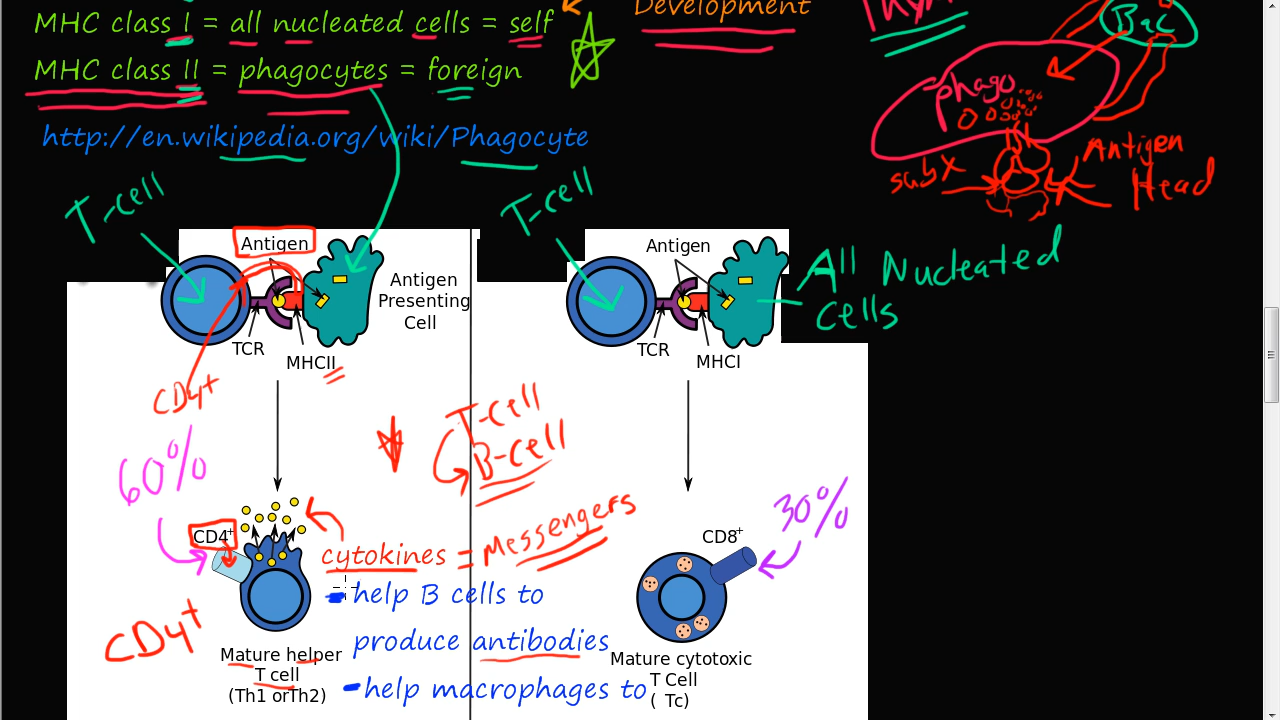 MHC class I = all nucleated cells = self
Development
MHC class II = phagocytes = foreign
http://en.wikipedia.org/wiki/Phagocyte
Bac
phago
Antigen
Head
T-cell
T-cell
Antigen
Antigen
Presenting
Cell
TCR
MHCII
Antigen
TCR
MHCI
All Nucleated
Cells
CD4+
60%
T-cell
B-cell
30%
CD4+
cytokines = Messengers
CD8+
- help B cells to
produce antibodies
CD4+
Mature helper
T cell
(Th1 orTh2)
- help macrophages to
Mature cytotoxic
T Cell
( Tc)